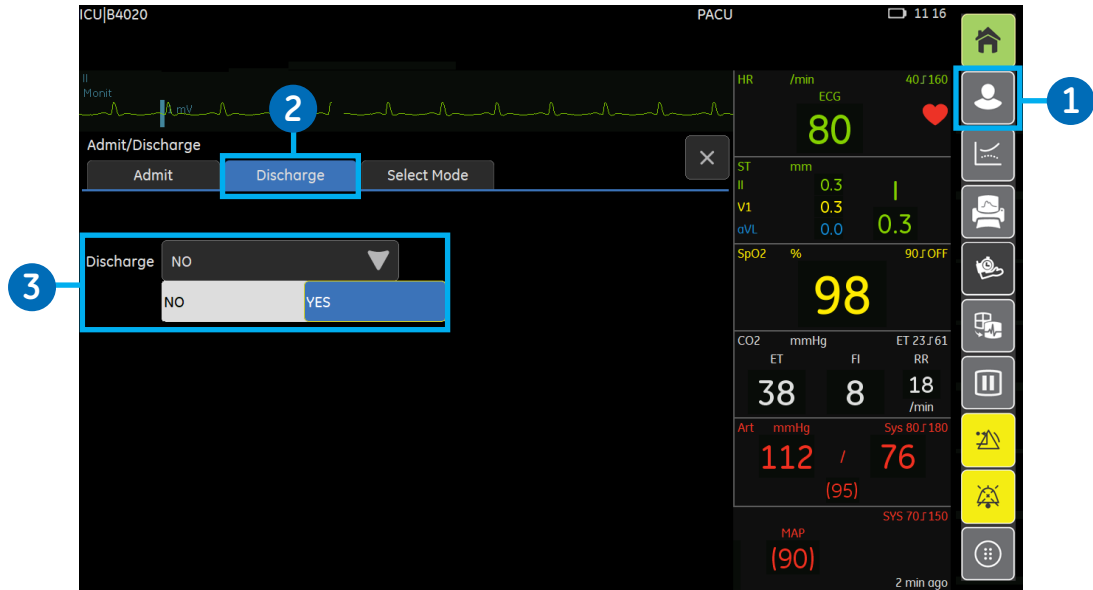 ICU|B4020 PACU 11 16
II
Monit
1 mV
2
1
Admit/Discharge
Admit Discharge Select Mode
3
Discharge NO
NO YES
HR /min 40 160
ECG
80
ST mm
II 0.3 I
V1 0.3 0.3
aVL 0.0
SpO2 % 90 OFF
98
CO2 mmHg ET 23 61
ET FI RR
38 8 18
/min
Art mmHg Sys 80 180
112 / 76
(95)
SYS 70 150
MAP
(90)
2 min ago